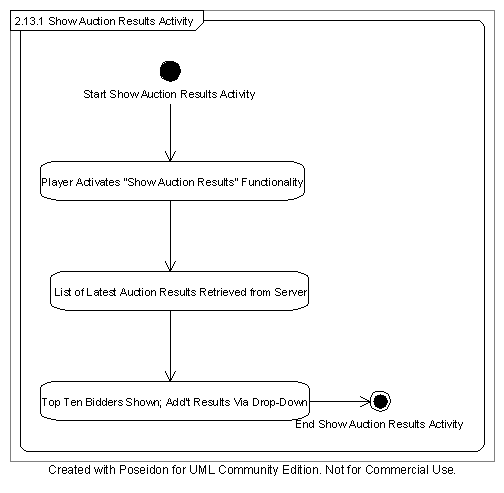 2.13.1 Show Auction Results Activity
Start Show Auction Results Activity
Player Activates "Show Auction Results" Functionality
List of Latest Auction Results Retrieved from Server
Top Ten Bidders Shown; Add't Results Via Drop-Down
End Show Auction Results Activity
Created with Poseidon for UML Community Edition. Not for Commercial Use.